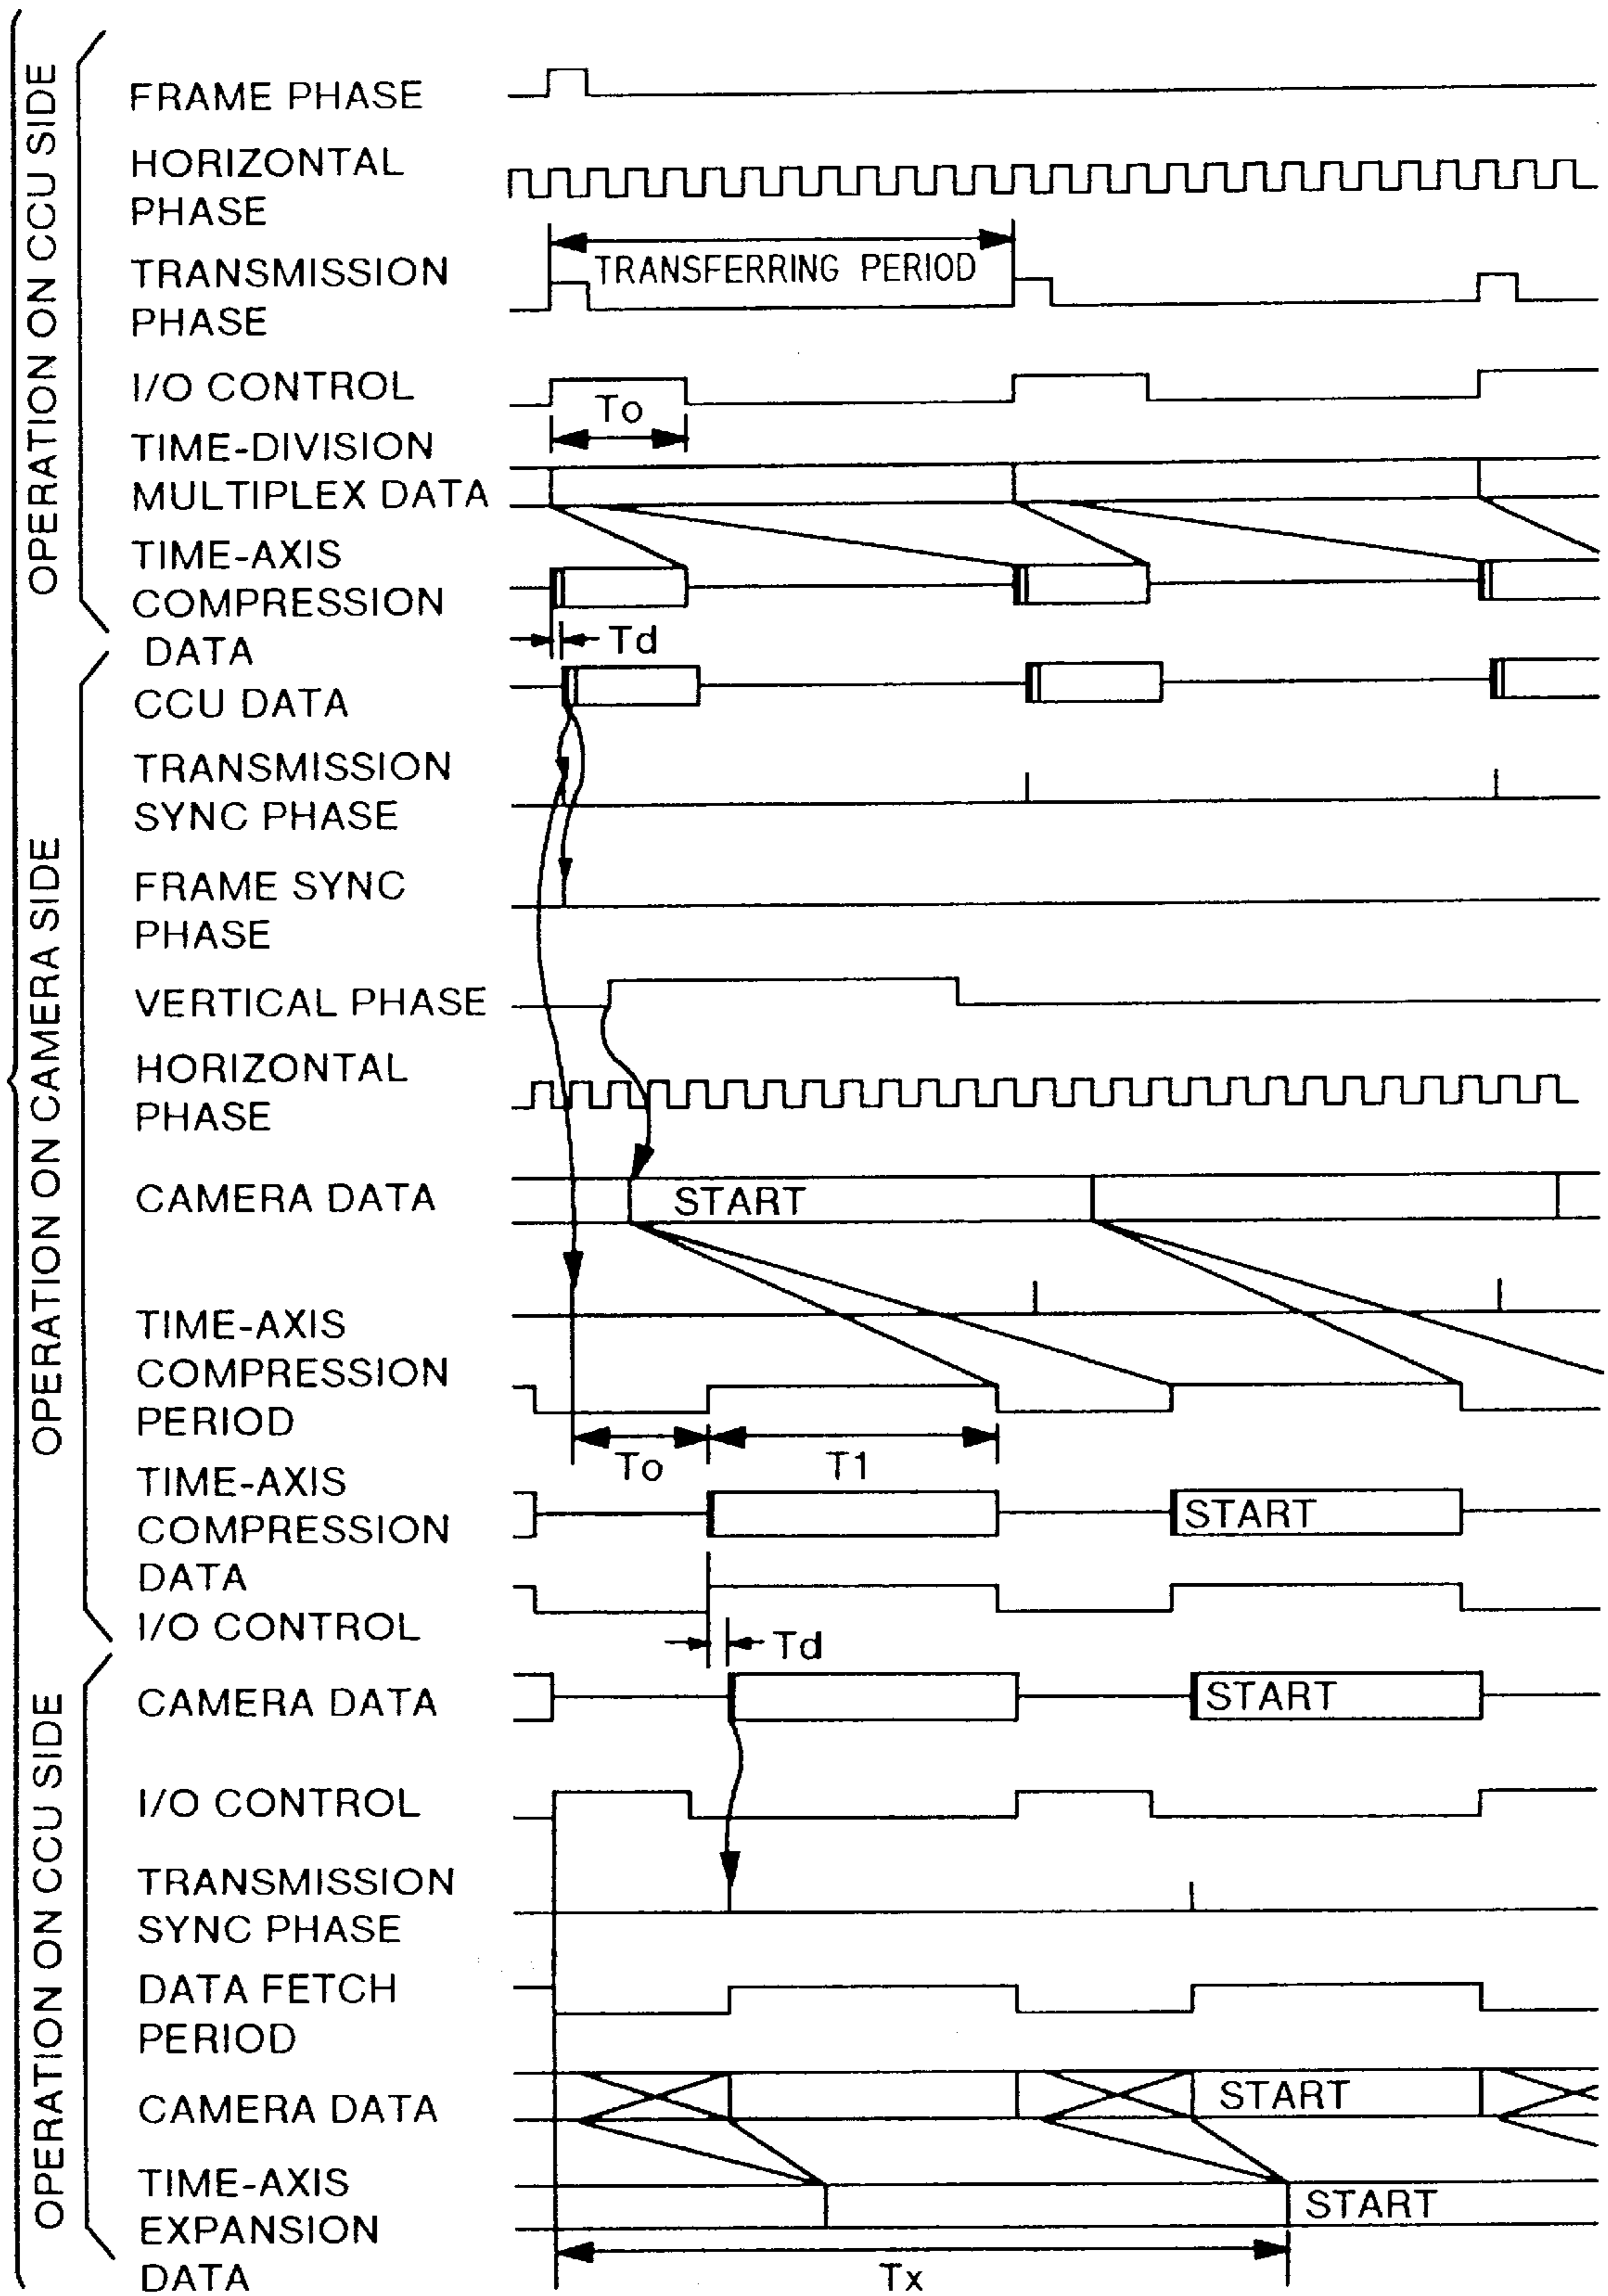 OPERATION ON CCU SIDE
FRAME PHASE
HORIZONTAL
PHASE
TRANSMISSION
PHASE
TRANSFERRING PERIOD
I/O CONTROL
To
TIME-DIVISION
MULTIPLEX DATA
TIME-AXIS
COMPRESSION
DATA
Td
OPERATION ON CAMERA SIDE
CCU DATA
TRANSMISSION
SYNC PHASE
FRAME SYNC
PHASE
VERTICAL PHASE
HORIZONTAL
PHASE
CAMERA DATA
START
TIME-AXIS
COMPRESSION
PERIOD
To
T1
TIME-AXIS
COMPRESSION
DATA
START
I/O CONTROL
Td
OPERATION ON CCU SIDE
CAMERA DATA
START
I/O CONTROL
TRANSMISSION
SYNC PHASE
DATA FETCH
PERIOD
CAMERA DATA
START
TIME-AXIS
EXPANSION
DATA
START
Tx